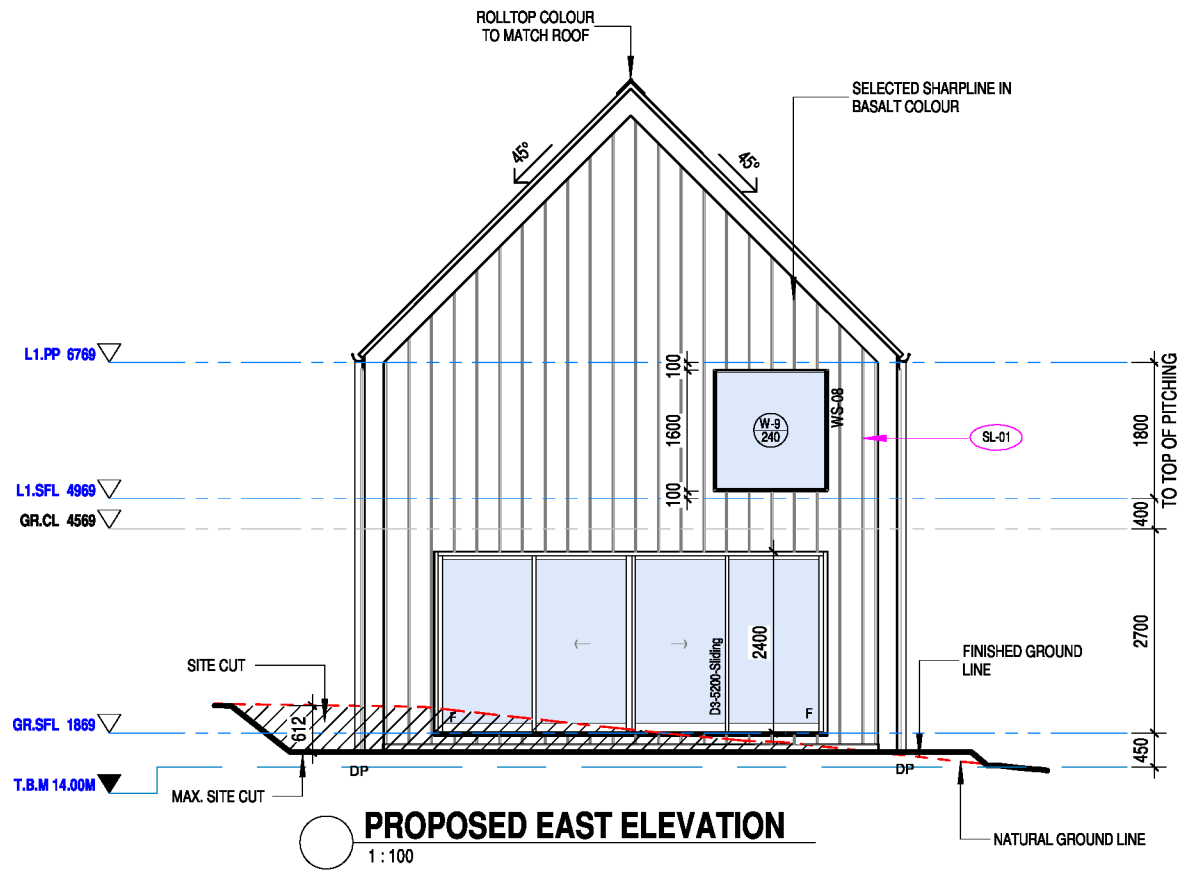 ROLLTOP COLOUR
TO MATCH ROOF
SELECTED SHARPLINE IN
BASALT COLOUR
45°
45°
L1.PP 6769
100
1600
100
W-9
240
WS-08
SL-01
1800
TO TOP OF PITCHING
L1.SFL 4969
GR.CL 4569
400
2700
2400
D3-5200-Sliding
F
F
SITE CUT
612
FINISHED GROUND
LINE
GR.SFL 1869
450
DP
DP
T.B.M 14.00M
MAX. SITE CUT
PROPOSED EAST ELEVATION
1 : 100
NATURAL GROUND LINE